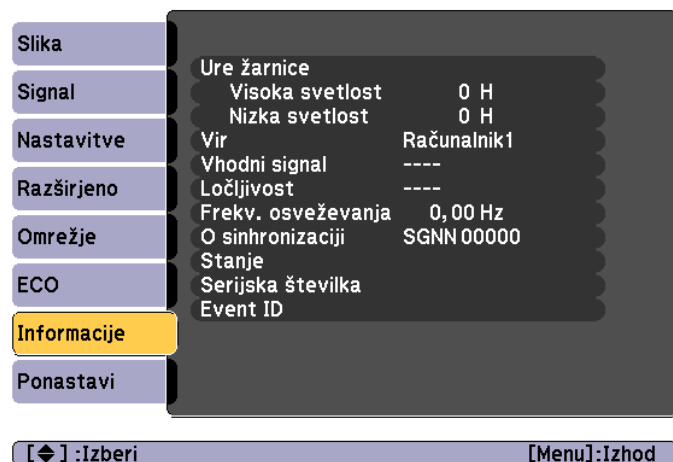 Slika
Signal
Nastavitve
Razširjeno
Omrežje
ECO
Informacije
Ponastavi
Ure žarnice
Visoka svetlost 0 H
Nizka svetlost 0 H
Vir Računalnik1
Vhodni signal ----
Ločljivost ----
Frekv. osveževanja 0,00 Hz
O sinhronizaciji SGNN 00000
Stanje
Serijska številka
Event ID
[◆] :Izberi [Menu]:Izhod